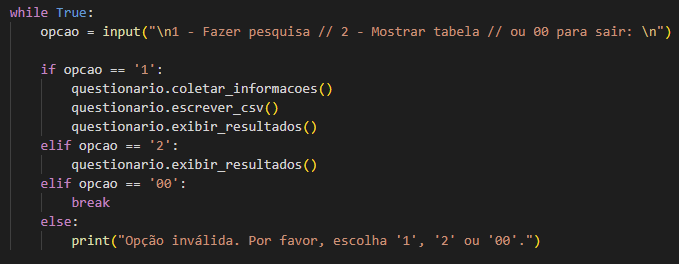 while True:
    opcao = input("\n1 - Fazer pesquisa // 2 - Mostrar tabela // ou 00 para sair: \n")

    if opcao == '1':
        questionario.coletar_informacoes()
        questionario.escrever_csv()
        questionario.exibir_resultados()
    elif opcao == '2':
        questionario.exibir_resultados()
    elif opcao == '00':
        break
    else:
        print("Opção inválida. Por favor, escolha '1', '2' ou '00'.")